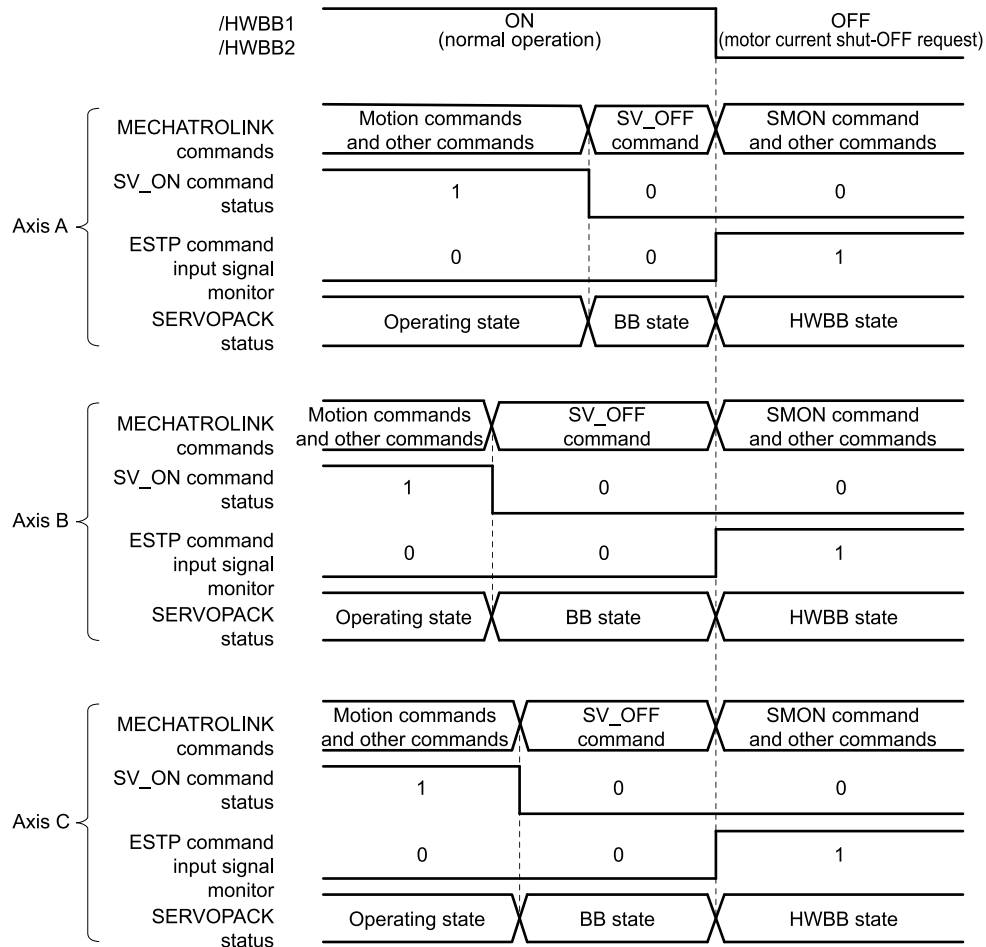 /HWBB1
/HWBB2
ON
(normal operation)
OFF
(motor current shut-OFF request)
Axis A
MECHATROLINK
commands
Motion commands
and other commands
SV_OFF
command
SMON command
and other commands
SV_ON command
status
1
0
0
ESTP command
input signal
monitor
0
0
1
SERVOPACK
status
Operating state
BB state
HWBB state
Axis B
MECHATROLINK
commands
Motion commands
and other commands
SV_OFF
command
SMON command
and other commands
SV_ON command
status
1
0
0
ESTP command
input signal
monitor
0
0
1
SERVOPACK
status
Operating state
BB state
HWBB state
Axis C
MECHATROLINK
commands
Motion commands
and other commands
SV_OFF
command
SMON command
and other commands
SV_ON command
status
1
0
0
ESTP command
input signal
monitor
0
0
1
SERVOPACK
status
Operating state
BB state
HWBB state